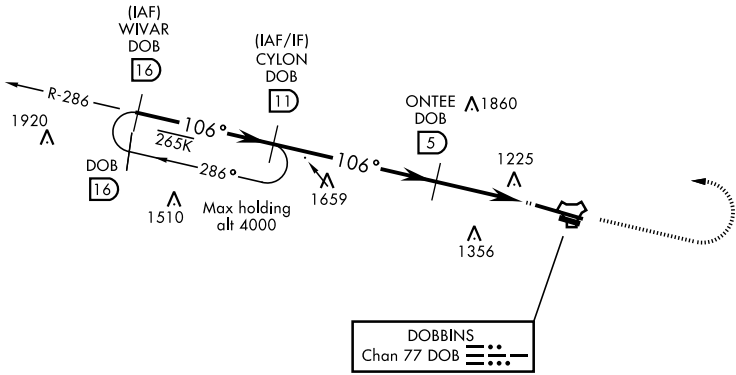 (IAF)
WIVAR
DOB
16
(IAF/IF)
CYLON
DOB
11
R-286
1920
106°
265K
286°
DOB
16
1510
Max holding
alt 4000
1659
106°
ONTEE
DOB
5
1860
1225
1356
DOBBINS
Chan 77 DOB